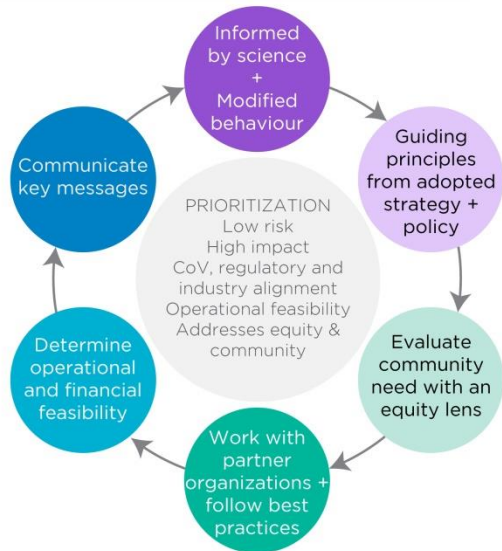 Informed
by science
+
Modified
behaviour
Guiding
principles
from adopted
strategy +
policy
Evaluate
community
need with an
equity lens
Work with
partner
organizations +
follow best
practices
Determine
operational
and financial
feasibility
Communicate
key messages
PRIORITIZATION
Low risk
High impact
CoV, regulatory and
industry alignment
Operational feasibility
Addresses equity &
community